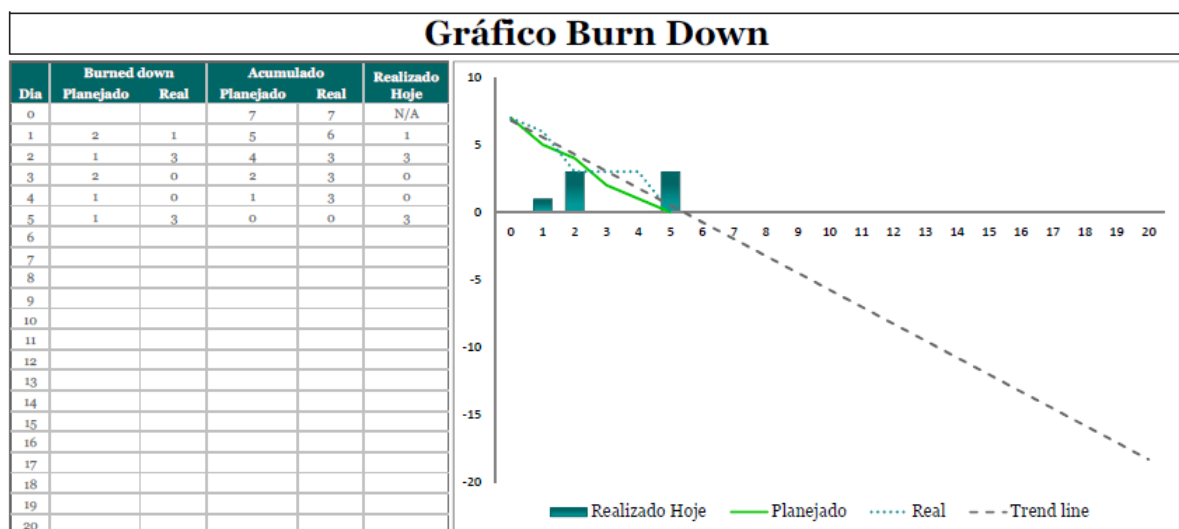 Gráfico Burn Down
Burned down Acumulado Realizado
Dia Planejado Real Planejado Real Hoje
0 7 7 N/A
1 2 1 5 6 1
2 1 3 4 3 3
3 2 0 2 3 0
4 1 0 1 3 0
5 1 3 0 0 3
6
7
8
9
10
11
12
13
14
15
16
17
18
19
20
10
5
0
0 1 2 3 4 5 6 7 8 9 10 11 12 13 14 15 16 17 18 19 20
-5
-10
-15
-20
Realizado Hoje Planejado Real Trend line